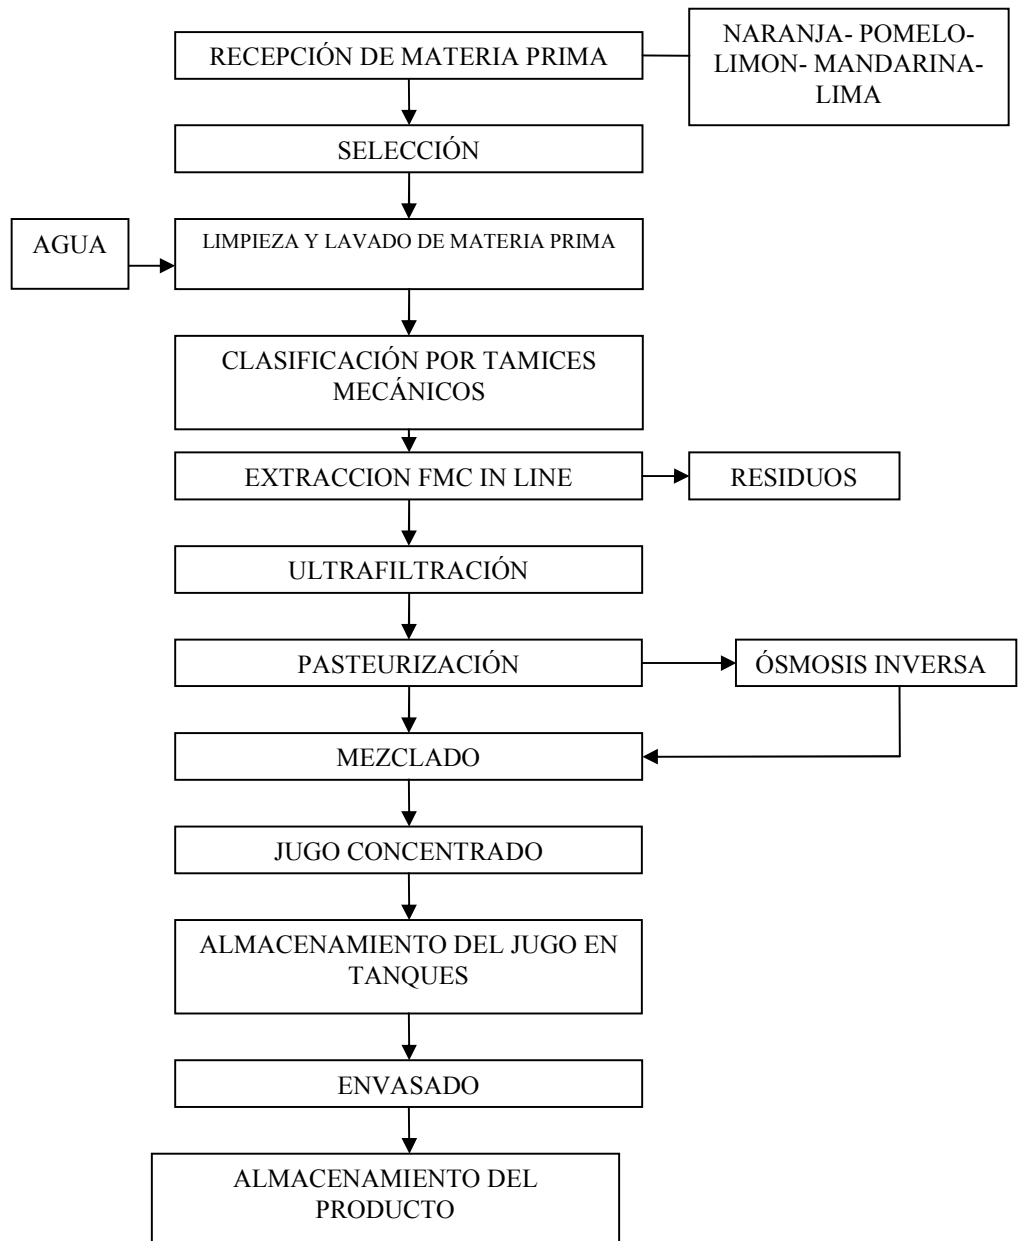 RECEPCIÓN DE MATERIA PRIMA
NARANJA- POMELO-
LIMON- MANDARINA-
LIMA
SELECCIÓN
AGUA
LIMPIEZA Y LAVADO DE MATERIA PRIMA
CLASIFICACIÓN POR TAMICES
MECÁNICOS
EXTRACCION FMC IN LINE
RESIDUOS
ULTRAFILTRACIÓN
PASTEURIZACIÓN
ÓSMOSIS INVERSA
MEZCLADO
JUGO CONCENTRADO
ALMACENAMIENTO DEL JUGO EN
TANQUES
ENVASADO
ALMACENAMIENTO DEL
PRODUCTO